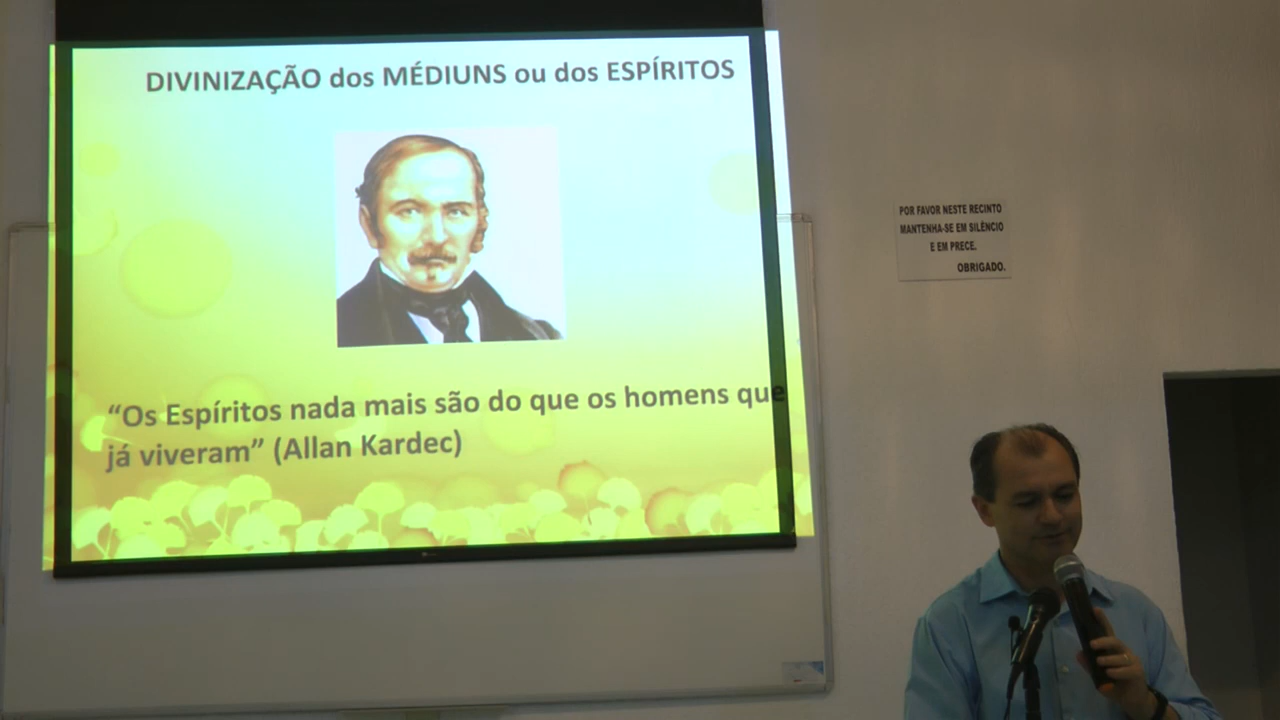 DIVINIZAÇÃO dos MÉDIUNS ou dos ESPÍRITOS
“Os Espíritos nada mais são do que os homens que
já viveram” (Allan Kardec)
POR FAVOR NESTE RECINTO
MANTENHA-SE EM SILÊNCIO
E EM PRECE.
OBRIGADO.